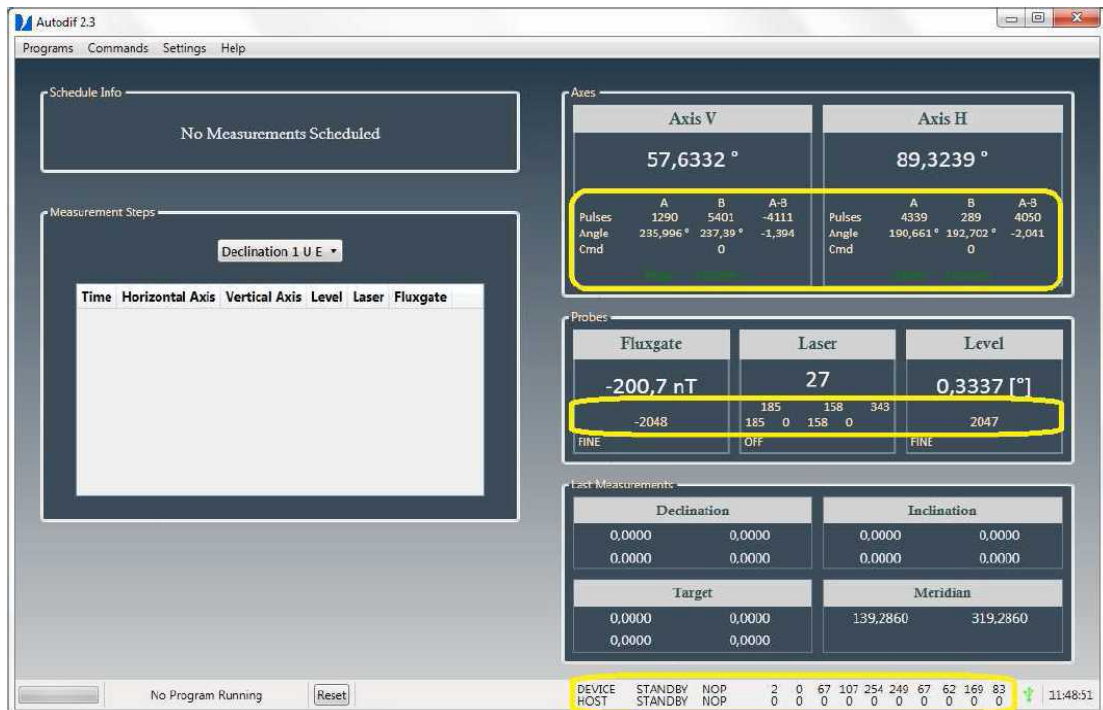 Autodif 2.3
Programs Commands Settings Help
Schedule Info
No Measurements Scheduled
Measurement Steps
Declination 1 U E
Time Horizontal Axis Vertical Axis Level Laser Fluxgate
Axes
Axis V
57,6332 °
A B A-B
Pulses 1290 5401 -4111
Angle 235,996 ° 237,39 ° -1,394
Cmd 0
Axis H
89,3239 °
A B A-B
Pulses 4339 289 4050
Angle 190,661 ° 192,702 ° -2,041
Cmd 0
Probes
Fluxgate
-200,7 nT
-2048
FINE
Laser
27
185 158 343
185 0 158 0
OFF
Level
0,3337 [°]
2047
FINE
Last Measurements
Declination
0,0000 0,0000
0.0000 0.0000
Inclination
0,0000 0,0000
0.0000 0.0000
Target
0,0000 0,0000
0,0000 0,0000
Meridian
139,2860 319,2860
No Program Running Reset
DEVICE STANDBY NOP 2 0 67 107 254 249 67 62 169 83
HOST STANDBY NOP 0 0 0 0 0 0 0 0 0 0
11:48:51